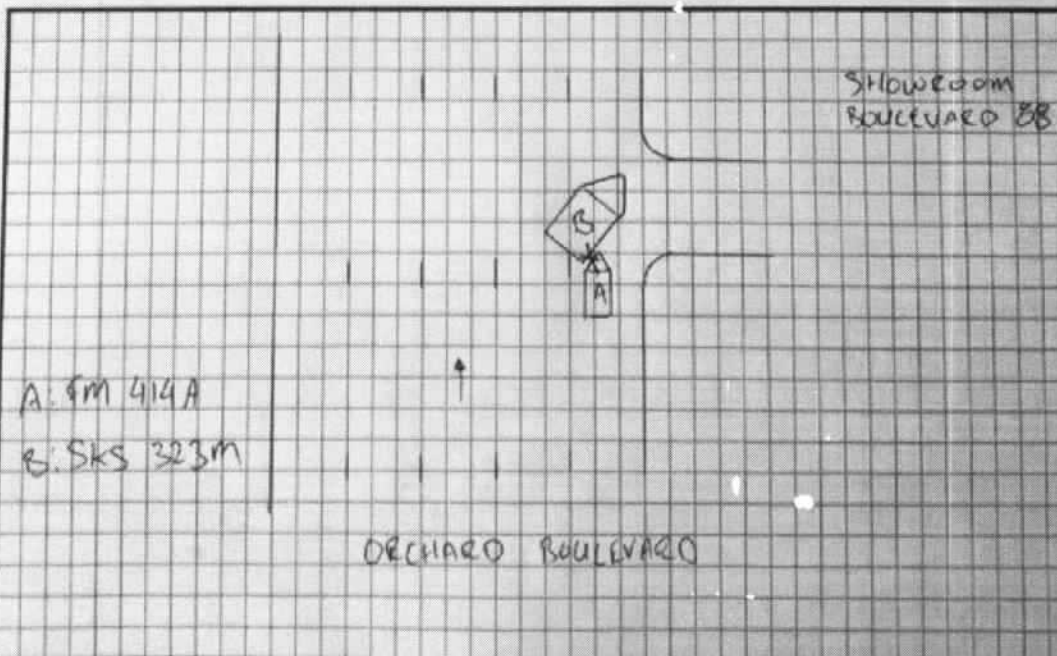 SHOWROOM
BOULEVARD 88
B
A
A: FM 414A
B: SKS 323M
ORCHARD BOULEVARD